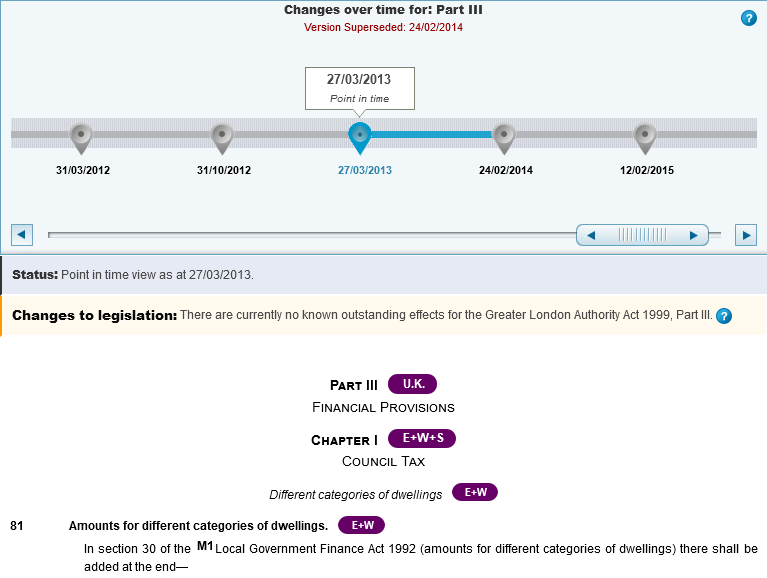 Changes over time for: Part III
Version Superseded: 24/02/2014
?
27/03/2013
Point in time
31/03/2012 31/10/2012 27/03/2013 24/02/2014 12/02/2015
Status: Point in time view as at 27/03/2013.
Changes to legislation: There are currently no known outstanding effects for the Greater London Authority Act 1999, Part III. ?
Part III U.K.
Financial Provisions
Chapter I E+W+S
Council Tax
Different categories of dwellings E+W
81 Amounts for different categories of dwellings. E+W
In section 30 of the M1Local Government Finance Act 1992 (amounts for different categories of dwellings) there shall be
added at the end—